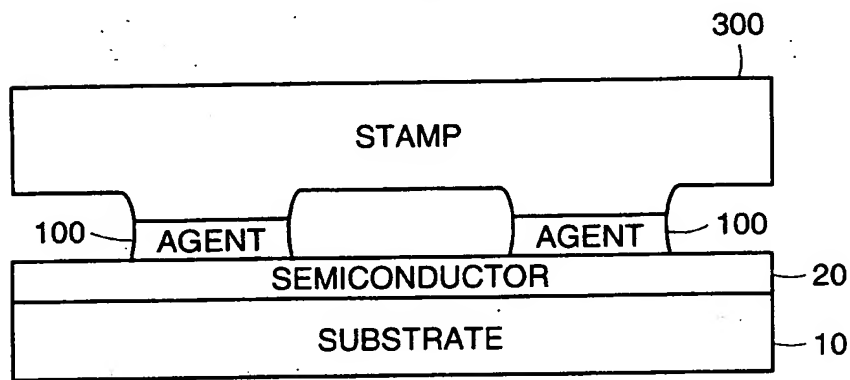 300
STAMP
100 AGENT AGENT 100
SEMICONDUCTOR 20
SUBSTRATE 10